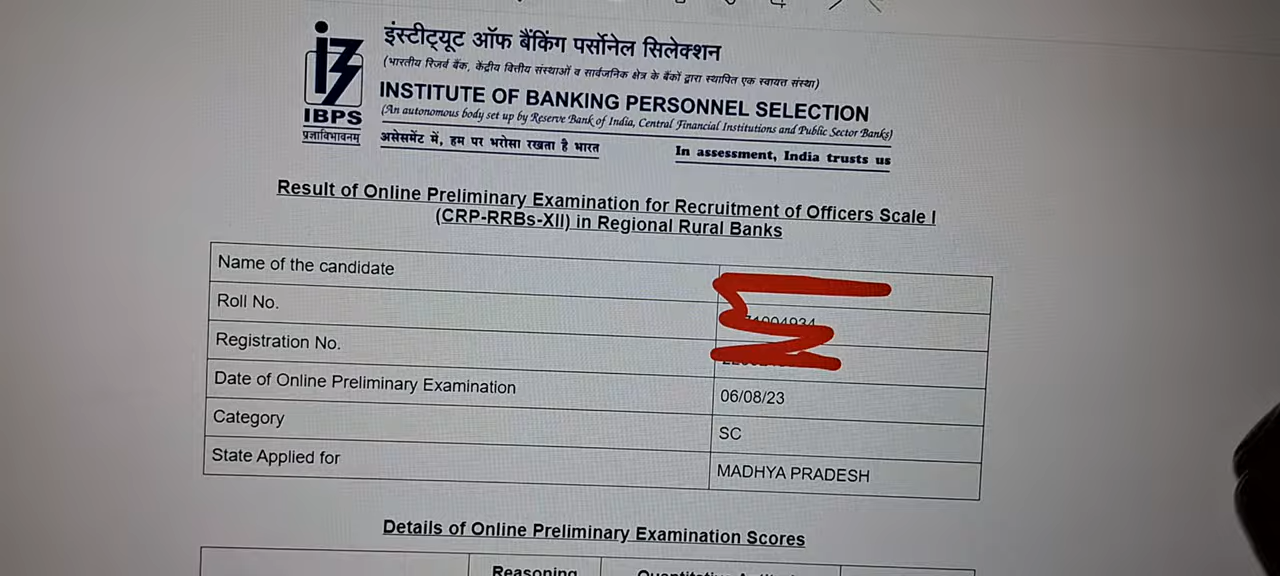 इंस्टीट्यूट ऑफ बैंकिंग पर्सोनेल सिलेक्शन
(भारतीय रिजर्व बैंक, केंद्रीय वित्तीय संस्थाओं व सार्वजनिक क्षेत्र के बैंकों द्वारा स्थापित एक स्वायत्त संस्था)
INSTITUTE OF BANKING PERSONNEL SELECTION
(An autonomous body set up by Reserve Bank of India, Central Financial Institutions and Public Sector Banks)
IBPS
प्रज्ञाविभावनम्
असेसमेंट में, हम पर भरोसा रखता है भारत
In assessment, India trusts us
Result of Online Preliminary Examination for Recruitment of Officers Scale I
(CRP-RRBs-XII) in Regional Rural Banks
Name of the candidate
Roll No.
Registration No.
Date of Online Preliminary Examination 06/08/23
Category SC
State Applied for MADHYA PRADESH
Details of Online Preliminary Examination Scores
Reasoning